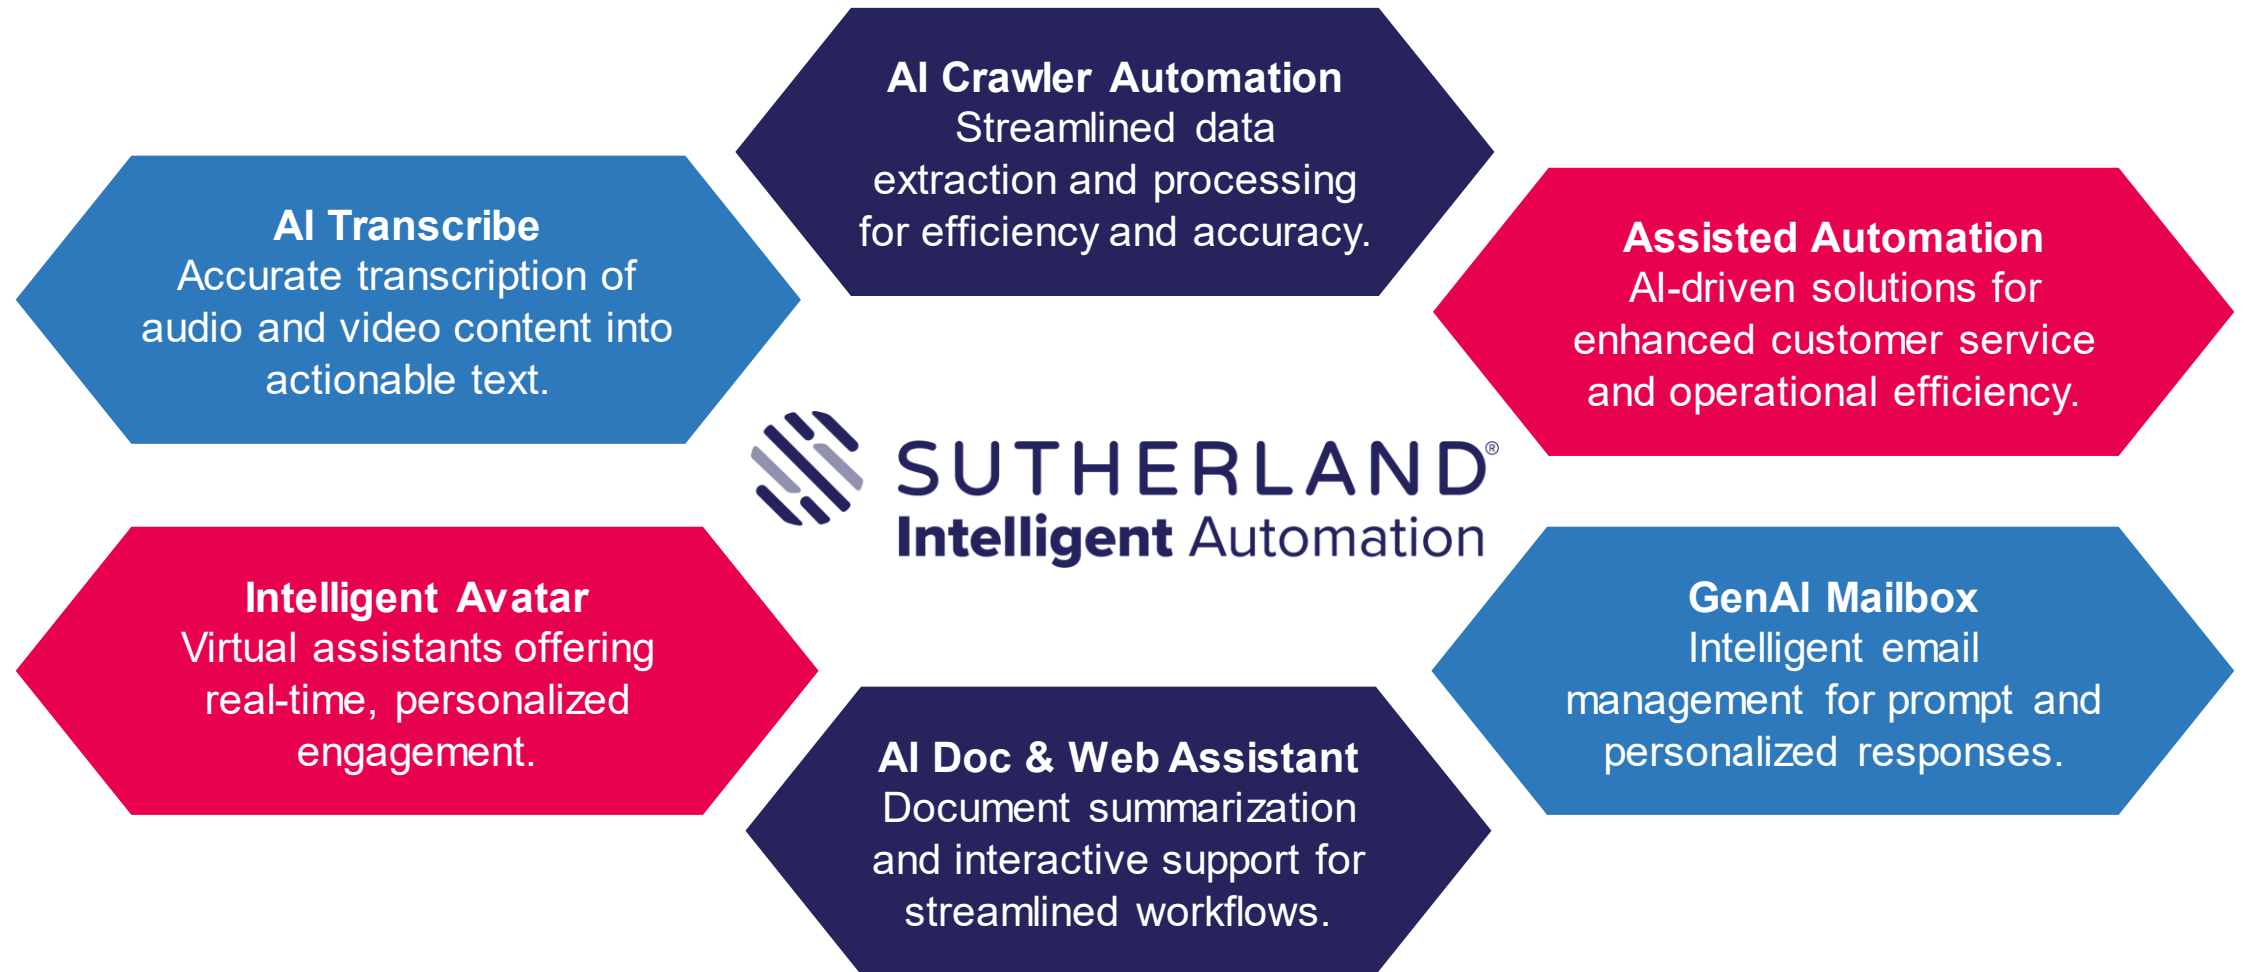 AI Crawler Automation
Streamlined data
extraction and processing
for efficiency and accuracy.
AI Transcribe
Accurate transcription of
audio and video content into
actionable text.
Assisted Automation
AI-driven solutions for
enhanced customer service
and operational efficiency.
SUTHERLAND®
Intelligent Automation
Intelligent Avatar
Virtual assistants offering
real-time, personalized
engagement.
GenAI Mailbox
Intelligent email
management for prompt and
personalized responses.
AI Doc & Web Assistant
Document summarization
and interactive support for
streamlined workflows.